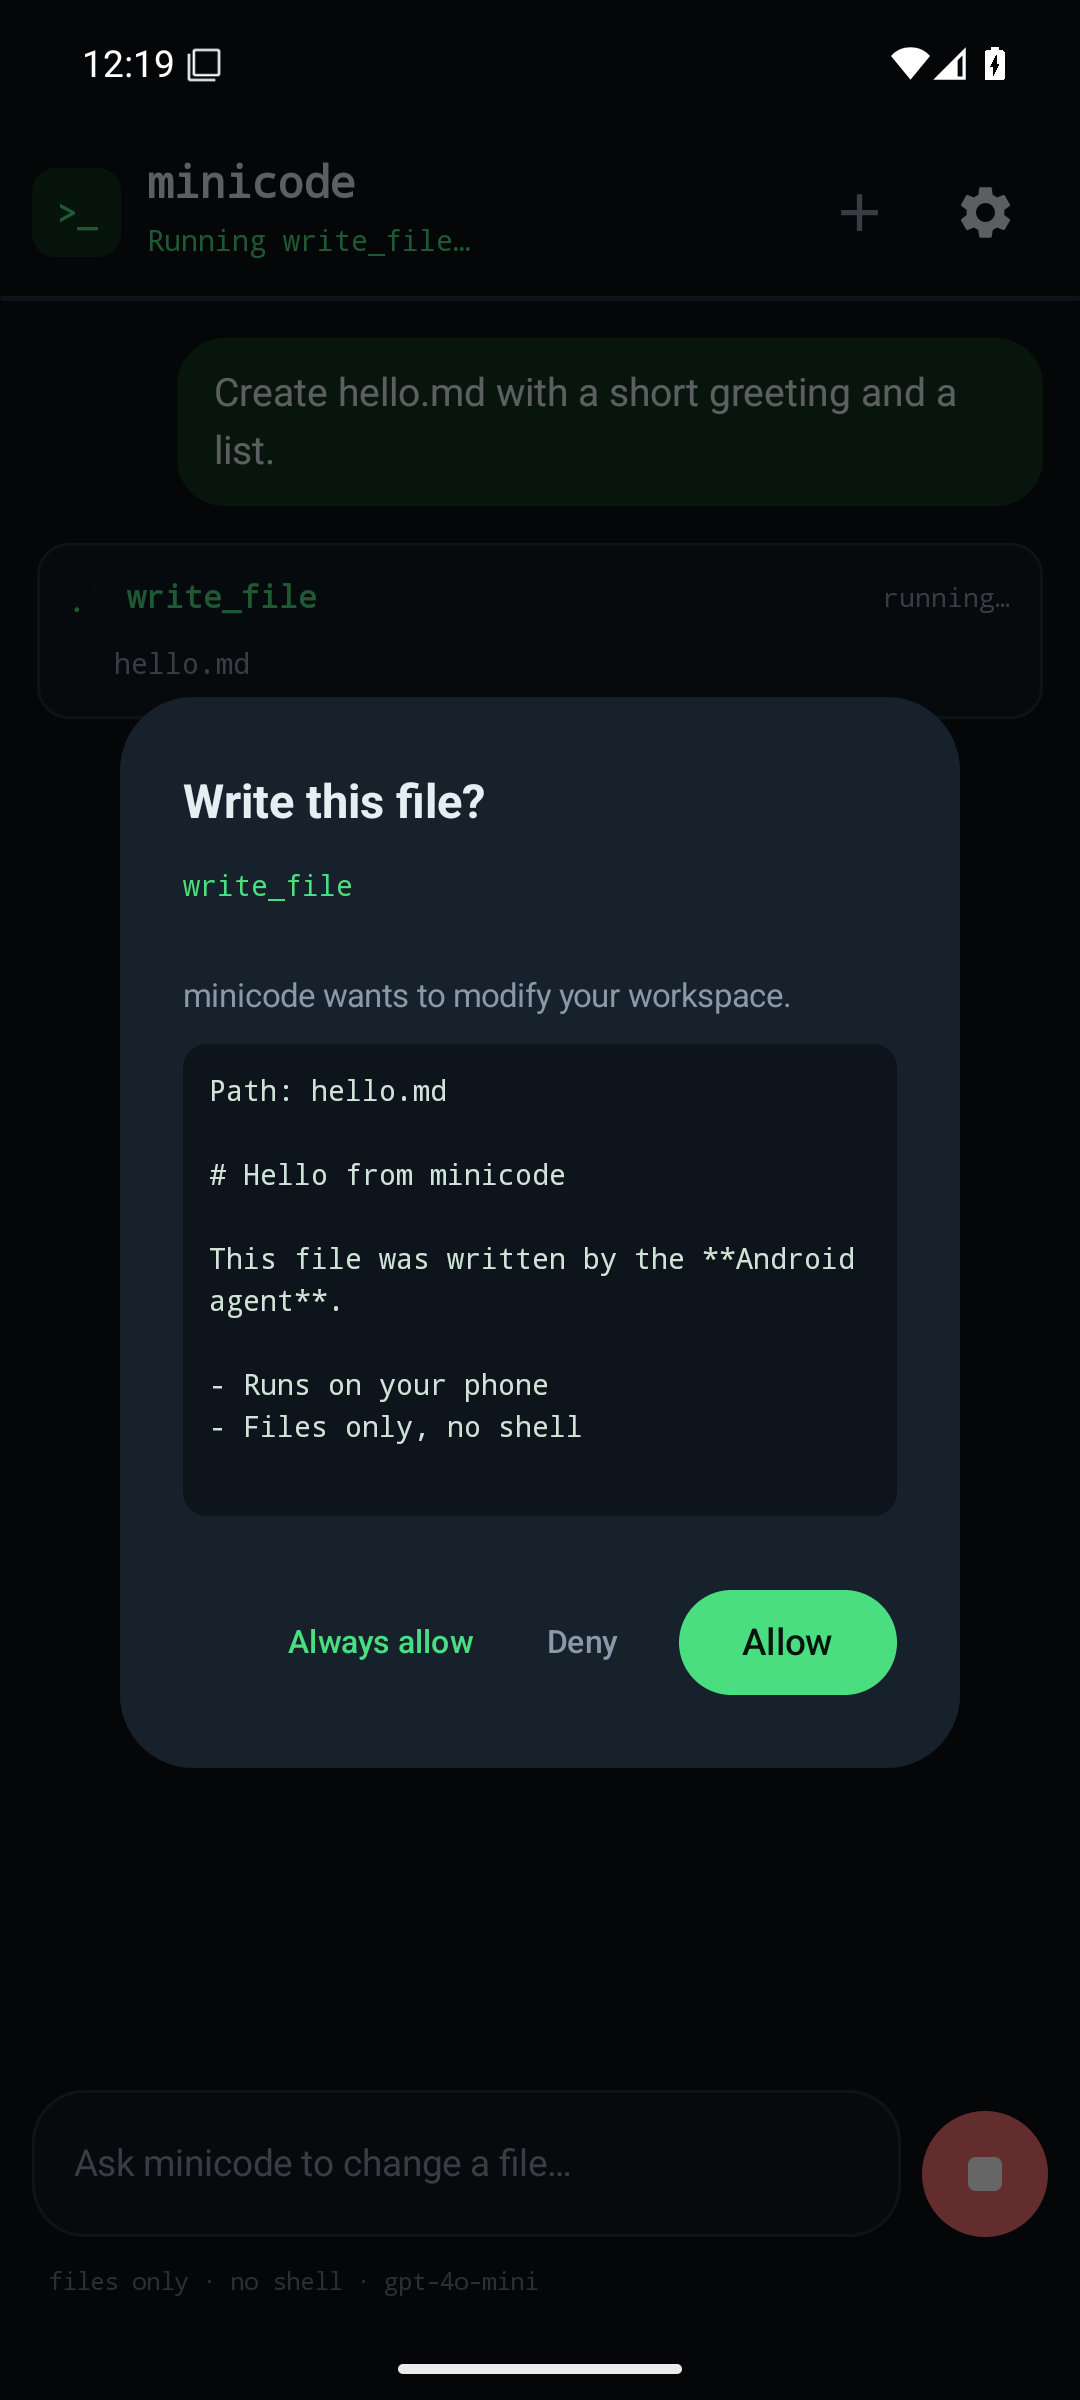 12:19
>_
minicode
Running write_file…
Create hello.md with a short greeting and a
list.
. write_file
running…
hello.md
Write this file?
write_file
minicode wants to modify your workspace.
Path: hello.md
# Hello from minicode
This file was written by the **Android
agent**.
- Runs on your phone
- Files only, no shell
Always allow
Deny
Allow
Ask minicode to change a file…
files only · no shell · gpt-4o-mini